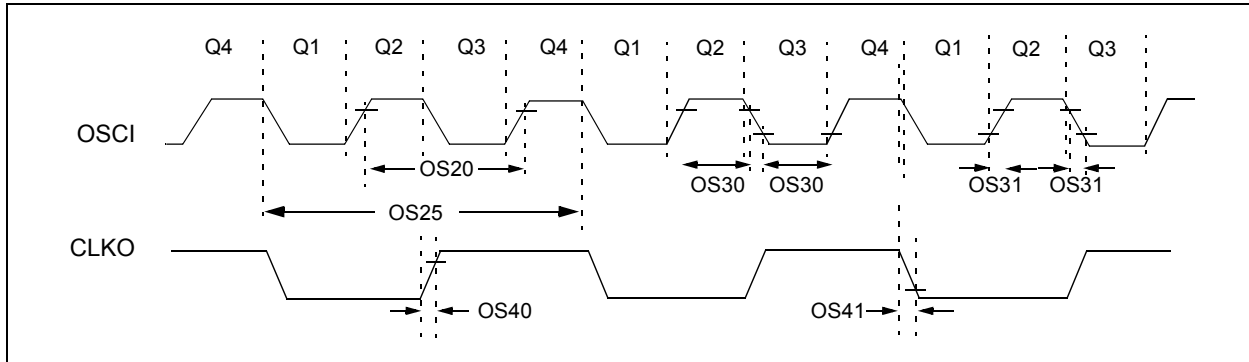 Q4 Q1 Q2 Q3 Q4 Q1 Q2 Q3 Q4 Q1 Q2 Q3
OSCI
OS20
OS30 OS30
OS31 OS31
OS25
CLKO
OS40
OS41